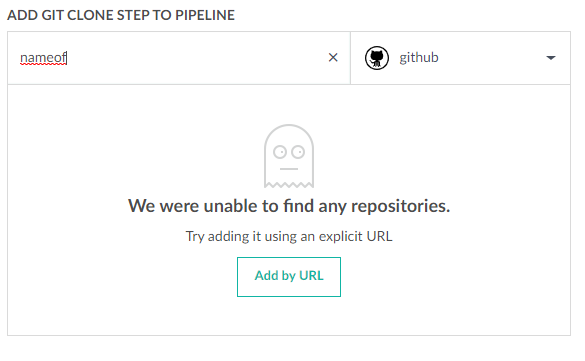 ADD GIT CLONE STEP TO PIPELINE
nameof
github
We were unable to find any repositories.
Try adding it using an explicit URL
Add by URL